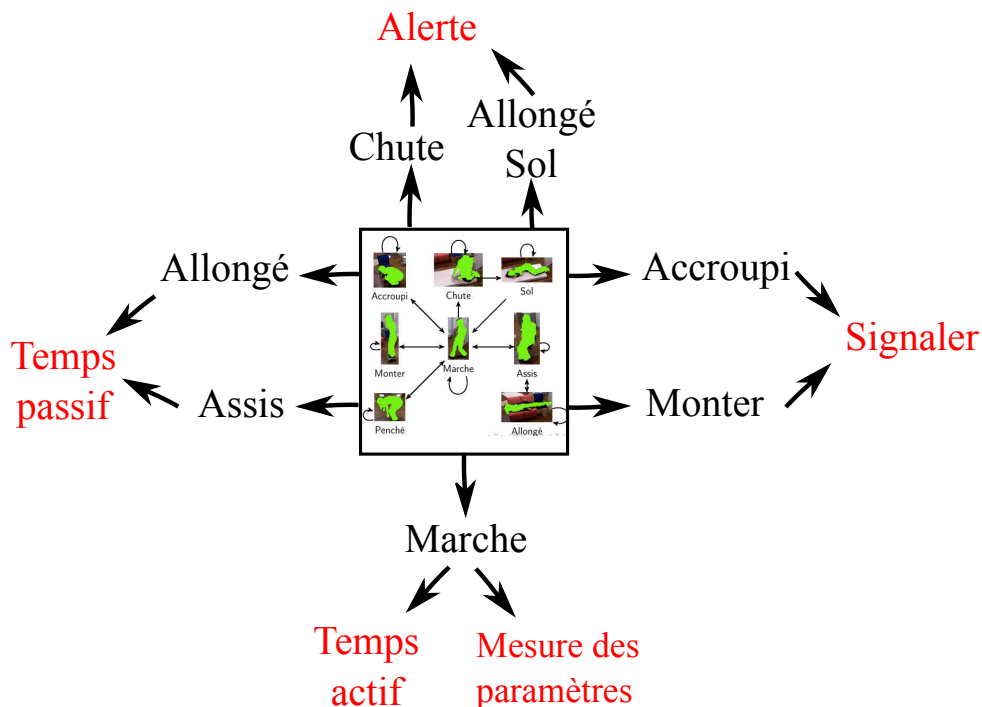 Alerte
Allongé
Sol
Chute
Allongé
Accroupi
Accroupi
Chute
Sol
Temps
passif
Signaler
Monter
Marche
Assis
Assis
Monter
Penché
Allongé
Marche
Temps
actif
Mesure des
paramètres